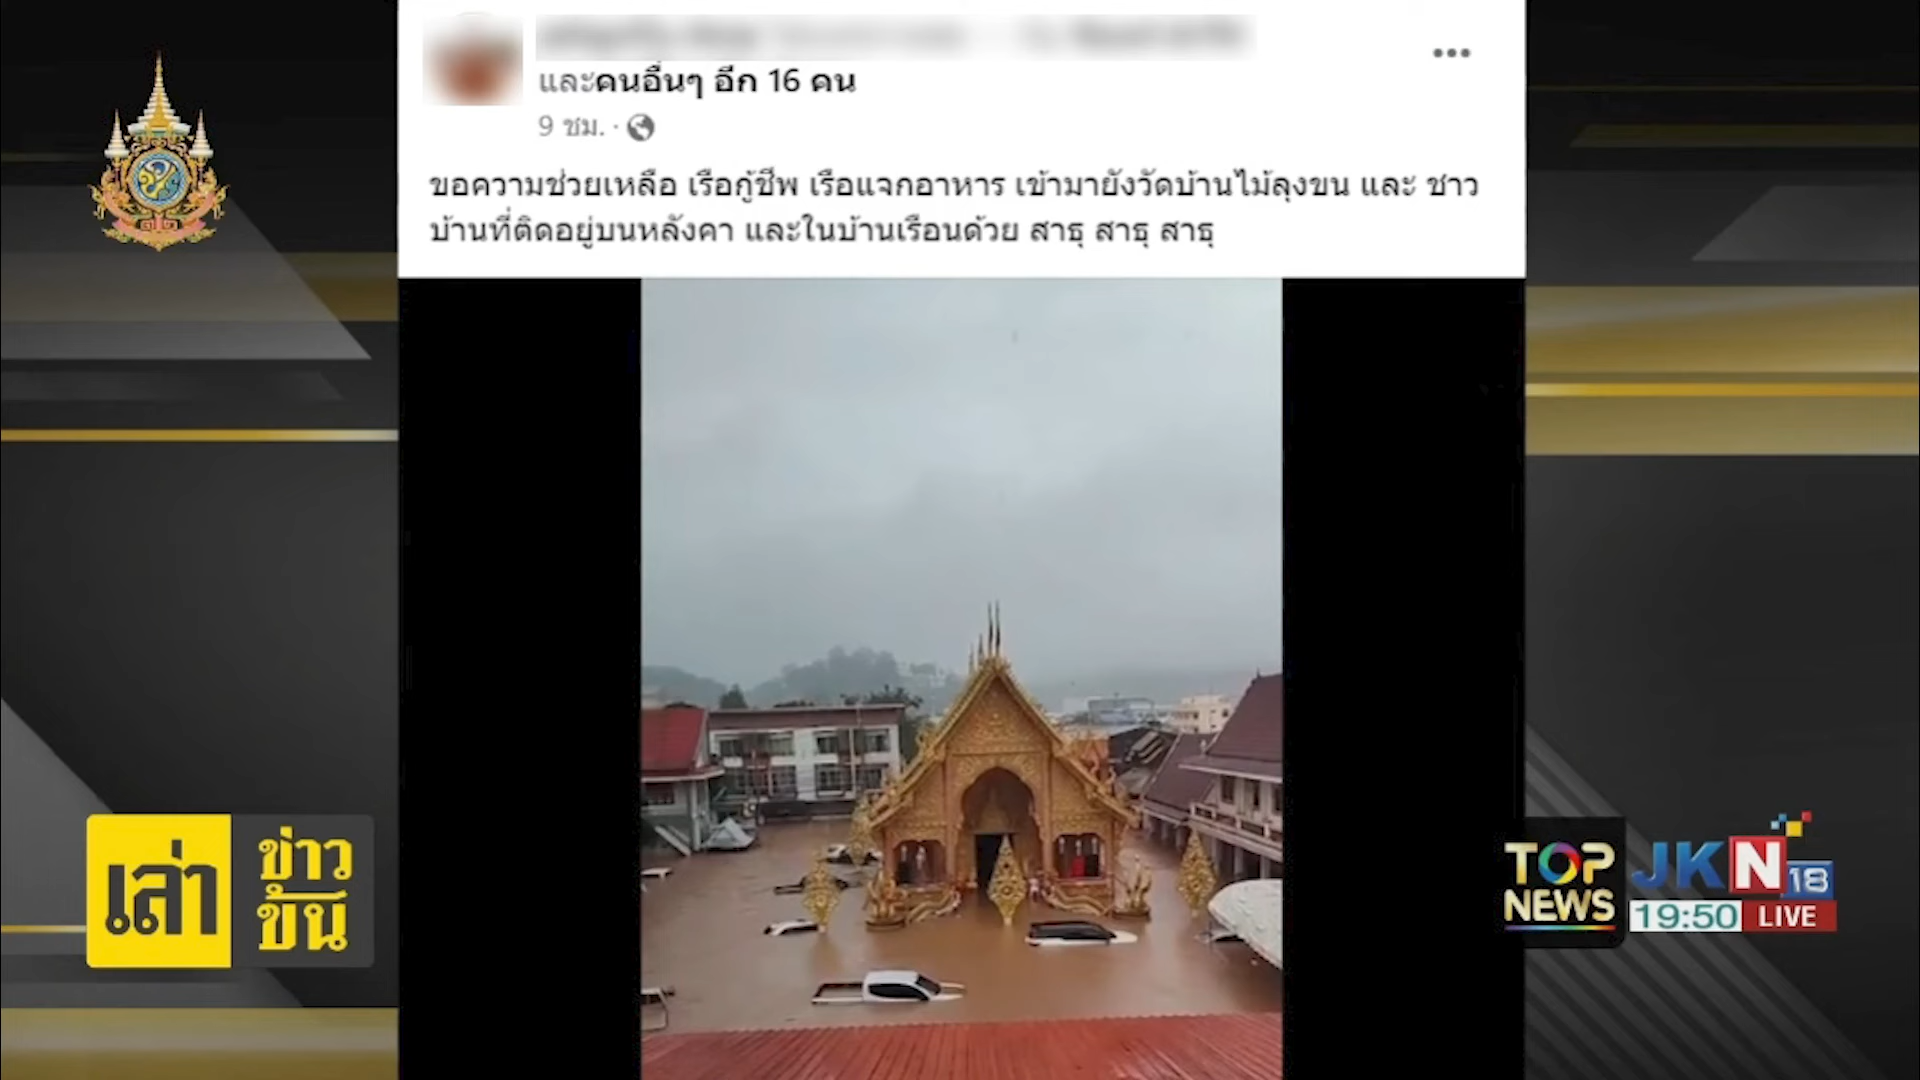 และคนอื่นๆ อีก 16 คน
9 ชม. ·
ขอความช่วยเหลือ เรือกู้ชีพ เรือแจกอาหาร เข้ามายังวัดบ้านไม้ลุงขน และ ชาว
บ้านที่ติดอยู่บนหลังคา และในบ้านเรือนด้วย สาธุ สาธุ สาธุ
เล่า
ข่าว
ข้น
TOP
NEWS
JKN18
19:50 LIVE